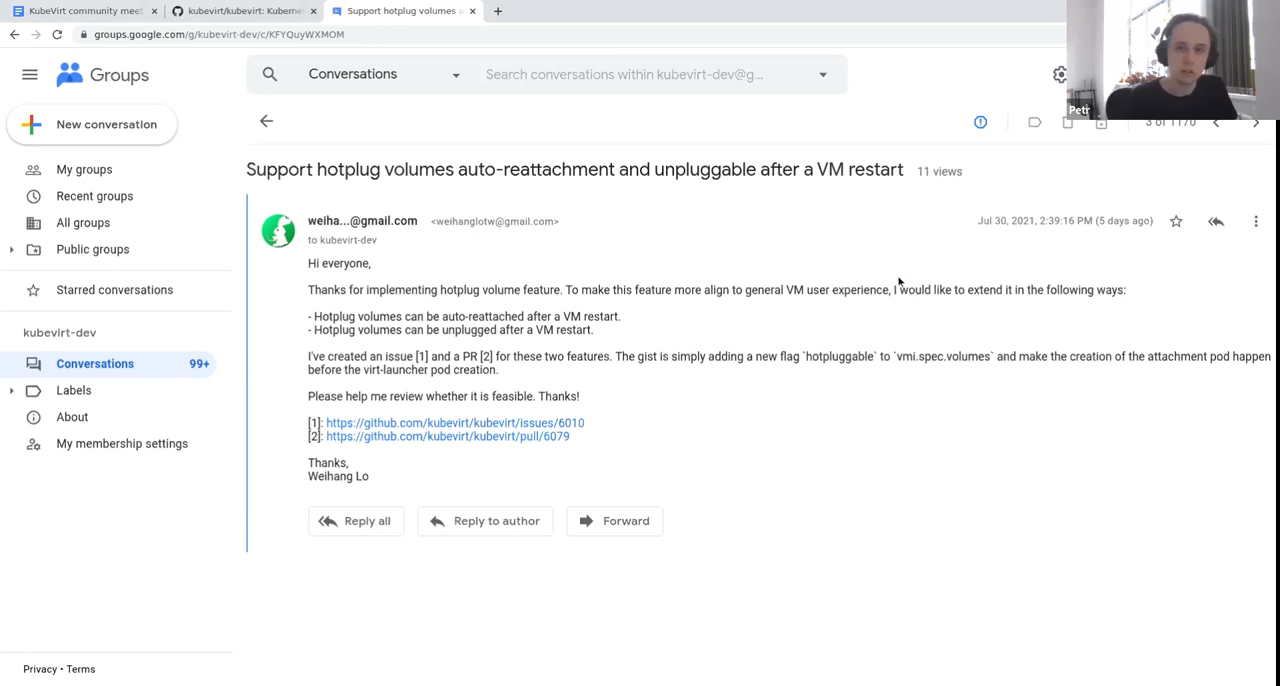 KubeVirt community meet
kubevirt/kubevirt: Kuberne
Support hotplug volumes a
groups.google.com/g/kubevirt-dev/c/KFYQuyWXMOM
Groups
Conversations
Search conversations within kubevirt-dev@g...
Petr
New conversation
3 of 1170
My groups
Recent groups
All groups
Public groups
Starred conversations
kubevirt-dev
Conversations 99+
Labels
About
My membership settings
Privacy • Terms
Support hotplug volumes auto-reattachment and unpluggable after a VM restart 11 views
weiha...@gmail.com <weihanglotw@gmail.com> Jul 30, 2021, 2:39:16 PM (5 days ago)
to kubevirt-dev
Hi everyone,
Thanks for implementing hotplug volume feature. To make this feature more align to general VM user experience, I would like to extend it in the following ways:
- Hotplug volumes can be auto-reattached after a VM restart.
- Hotplug volumes can be unplugged after a VM restart.
I've created an issue [1] and a PR [2] for these two features. The gist is simply adding a new flag `hotpluggable` to `vmi.spec.volumes` and make the creation of the attachment pod happen
before the virt-launcher pod creation.
Please help me review whether it is feasible. Thanks!
[1]: https://github.com/kubevirt/kubevirt/issues/6010
[2]: https://github.com/kubevirt/kubevirt/pull/6079
Thanks,
Weihang Lo
Reply all
Reply to author
Forward